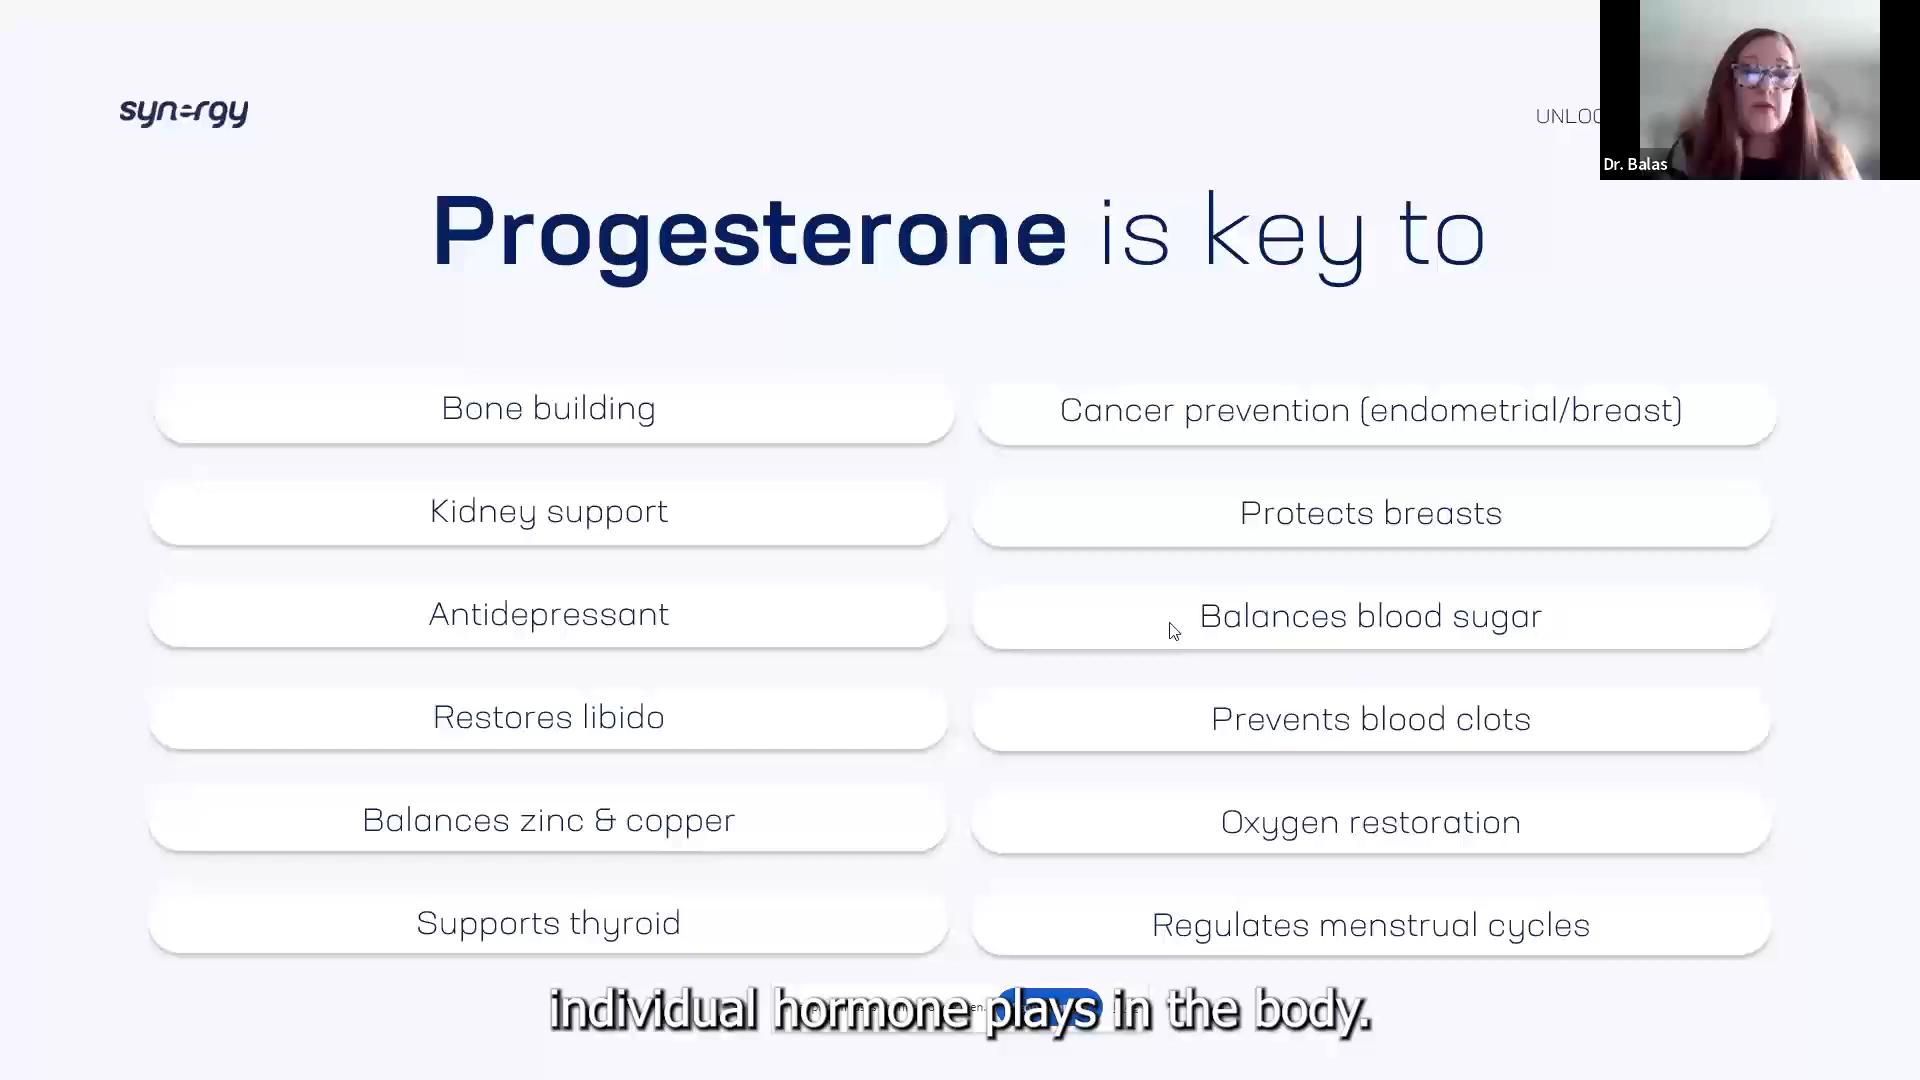 synergy
UNLOC
Dr. Balas
Progesterone is key to
Bone building
Cancer prevention (endometrial/breast)
Kidney support
Protects breasts
Antidepressant
Balances blood sugar
Restores libido
Prevents blood clots
Balances zinc & copper
Oxygen restoration
Supports thyroid
Regulates menstrual cycles
individual hormone plays in the body.